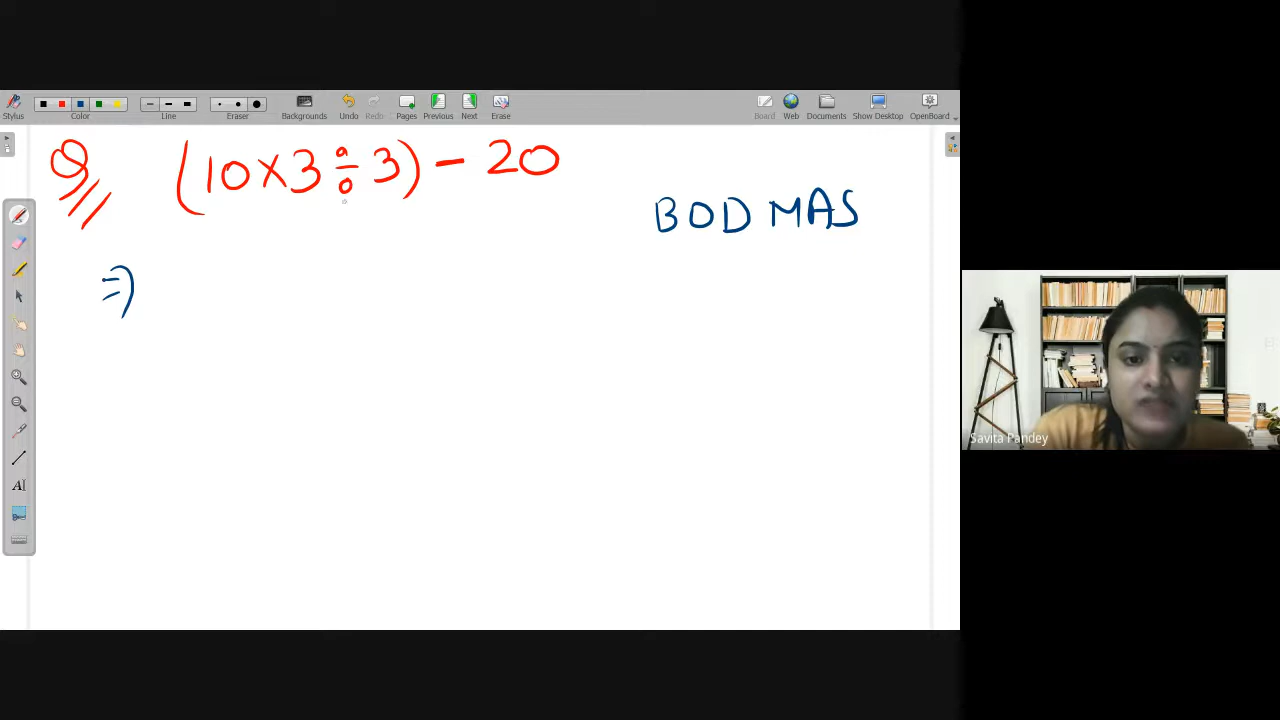 Stylus
Color
Line
Eraser
Backgrounds
Undo
Redo
Pages
Previous
Next
Erase
Board
Web
Documents
Show Desktop
OpenBoard
Q (10×3÷3) - 20
BODMAS
⇒
Savita Pandey